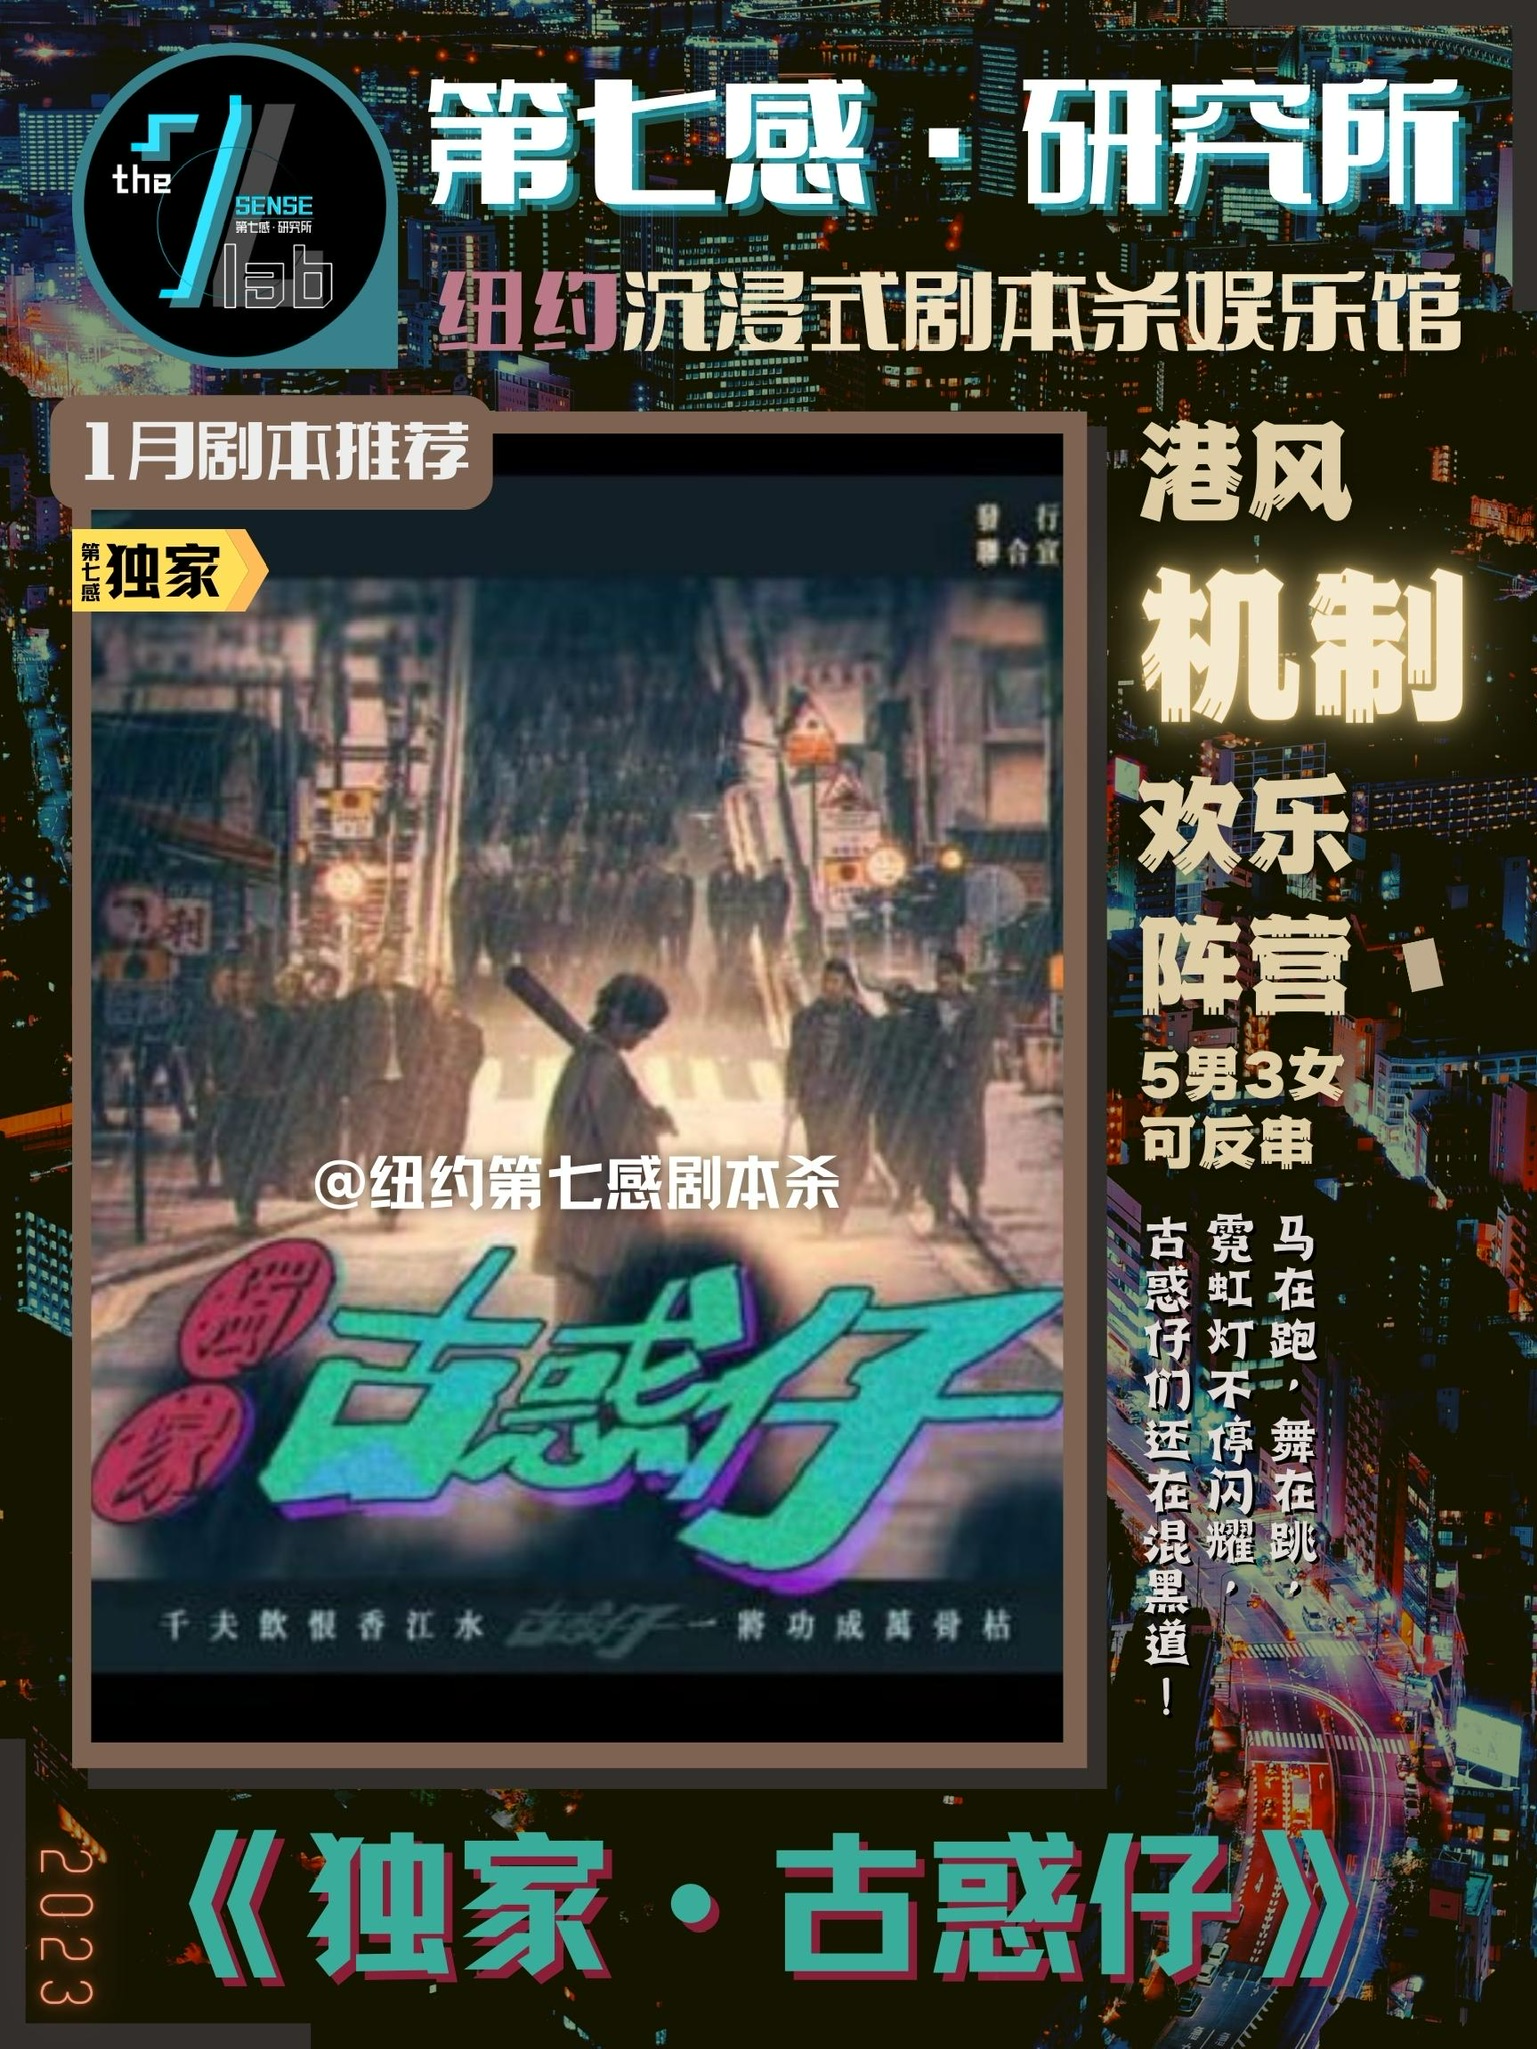 the
SENSE
第七感·研究所
lab
第七感·研究所
纽约沉浸式剧本杀娱乐馆
1月剧本推荐
第七感
独家
發 行
聯合宣
港风
机制
欢乐
阵营
5男3女
可反串
马在跑，舞在跳，
霓虹灯不停闪耀，
古惑仔们还在混黑道！
@纽约第七感剧本杀
獨家
古惑仔
千夫飲恨香江水 古惑仔 一將功成萬骨枯
《独家·古惑仔》
2023